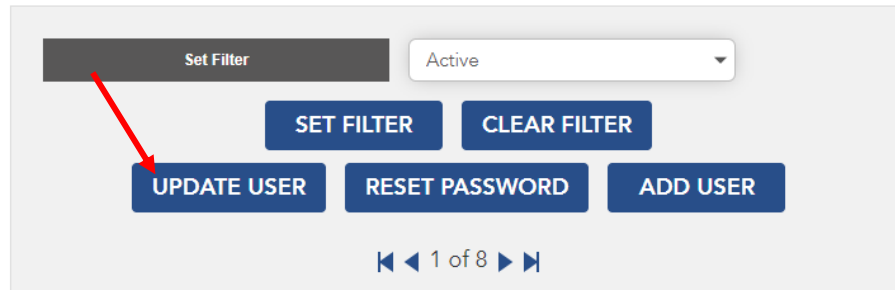 Set Filter Active
SET FILTER CLEAR FILTER
UPDATE USER RESET PASSWORD ADD USER
1 of 8